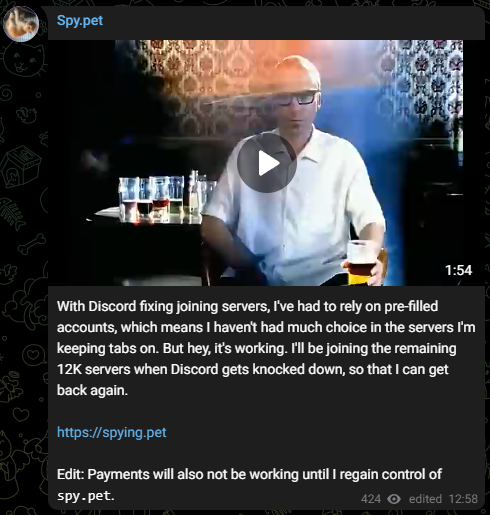 Spy.pet
1:54
With Discord fixing joining servers, I've had to rely on pre-filled
accounts, which means I haven't had much choice in the servers I'm
keeping tabs on. But hey, it's working. I'll be joining the remaining
12K servers when Discord gets knocked down, so that I can get
back again.
https://spying.pet
Edit: Payments will also not be working until I regain control of
spy.pet.
424 edited 12:58